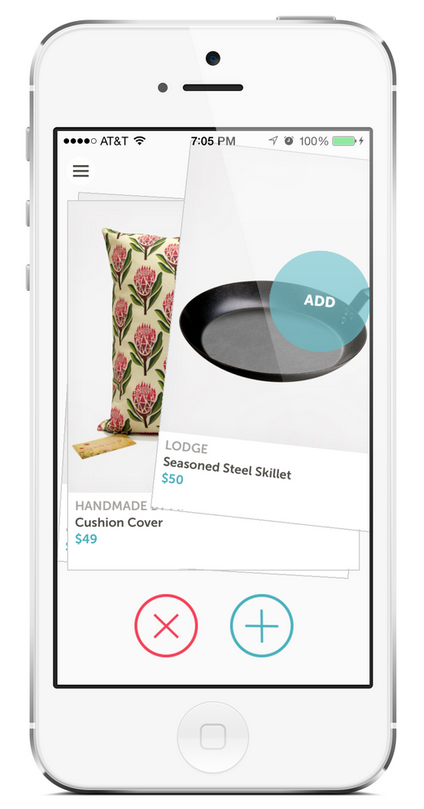 AT&T 7:05 PM 100%
ADD
LODGE
Seasoned Steel Skillet
$50
HANDMADE
Cushion Cover
$49